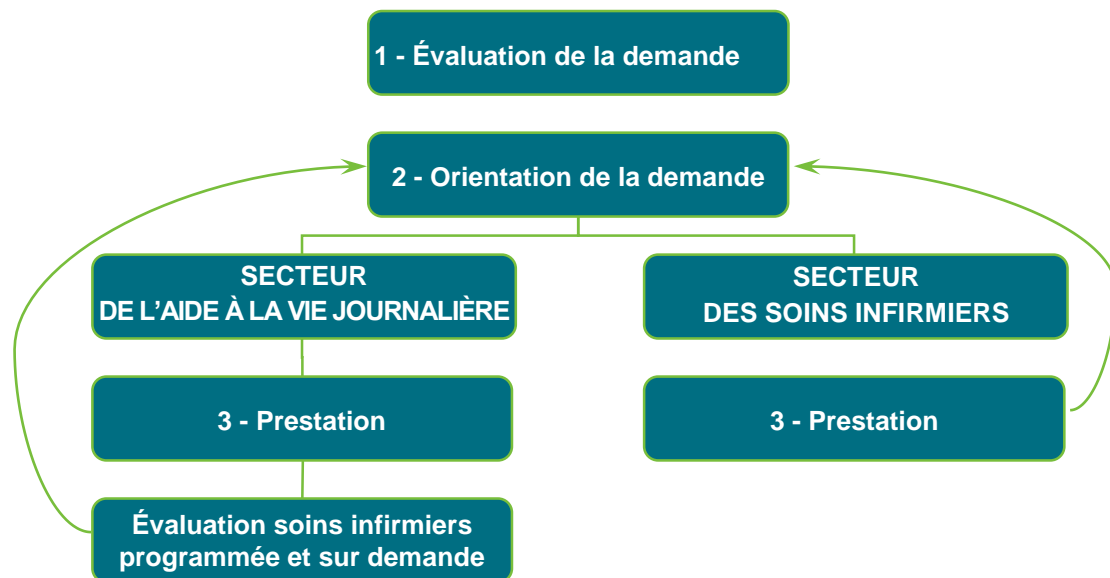 1 - Évaluation de la demande
2 - Orientation de la demande
SECTEUR
DE L’AIDE À LA VIE JOURNALIÈRE
SECTEUR
DES SOINS INFIRMIERS
3 - Prestation
3 - Prestation
Évaluation soins infirmiers
programmée et sur demande